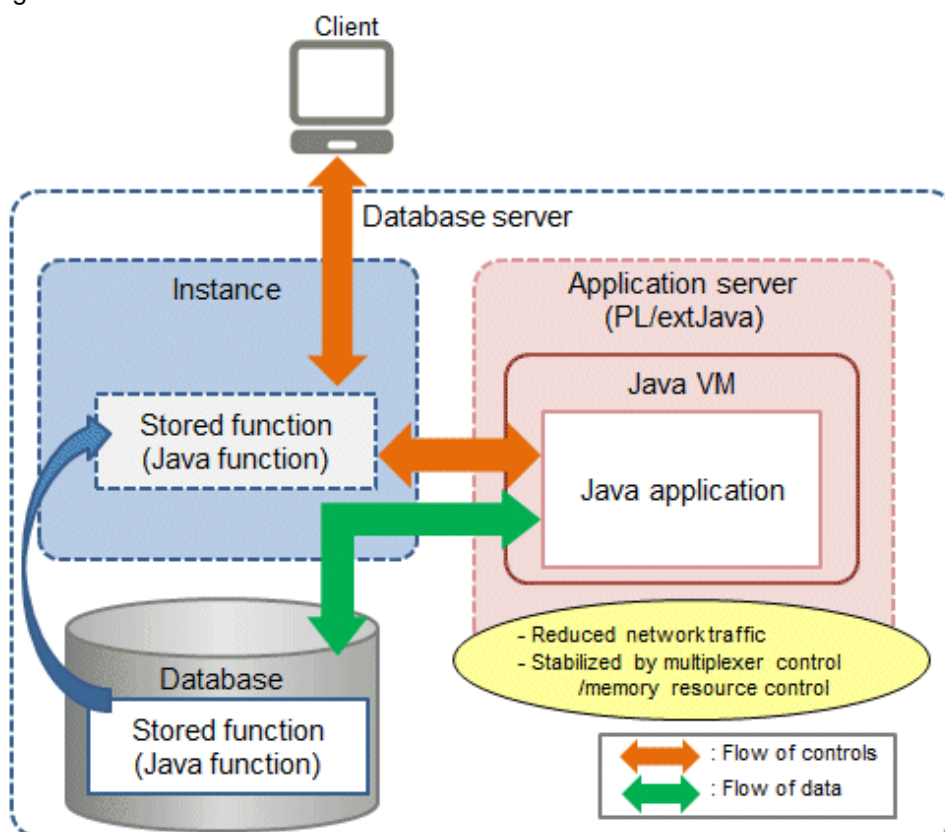 Client
Database server
Instance
Application server
(PL/extJava)
Java VM
Stored function
(Java function)
Java application
- Reduced network traffic
- Stabilized by multiplexer control
/memory resource control
Database
Stored function
(Java function)
: Flow of controls
: Flow of data